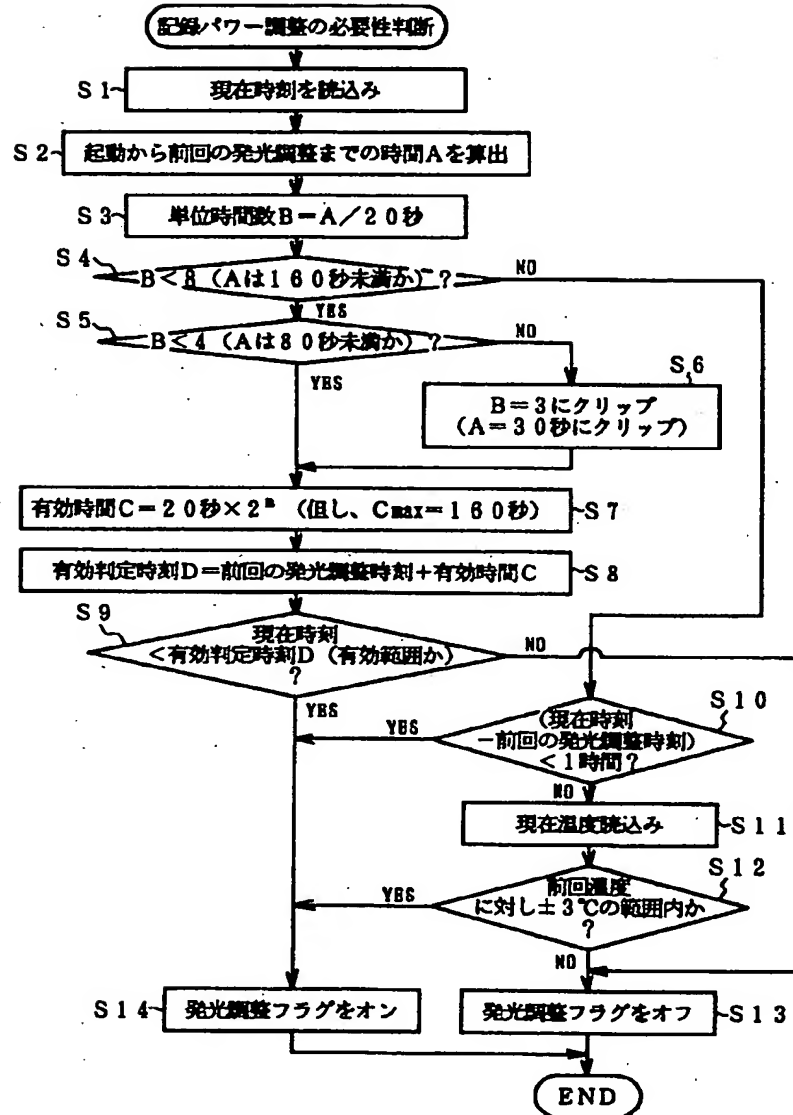 記録パワー調整の必要性判断
S1
現在時刻を読込み
S2
起動から前回の発光調整までの時間Aを算出
S3
単位時間数B=A/20秒
S4
B<8(Aは160秒未満か)?
NO
YES
S5
B<4(Aは80秒未満か)?
NO
YES
S6
B=3にクリップ
(A=30秒にクリップ)
有効時間C=20秒×2ᵐ (但し、Cmax=160秒)
S7
有効判定時刻D=前回の発光調整時刻+有効時間C
S8
S9
現在時刻
<有効判定時刻D(有効範囲か)
?
NO
YES
S10
(現在時刻
-前回の発光調整時刻)
<1時間?
YES
NO
現在温度読込み
S11
S12
前回温度
に対し±3℃の範囲内か
?
YES
NO
S14
発光調整フラグをオン
発光調整フラグをオフ
S13
END